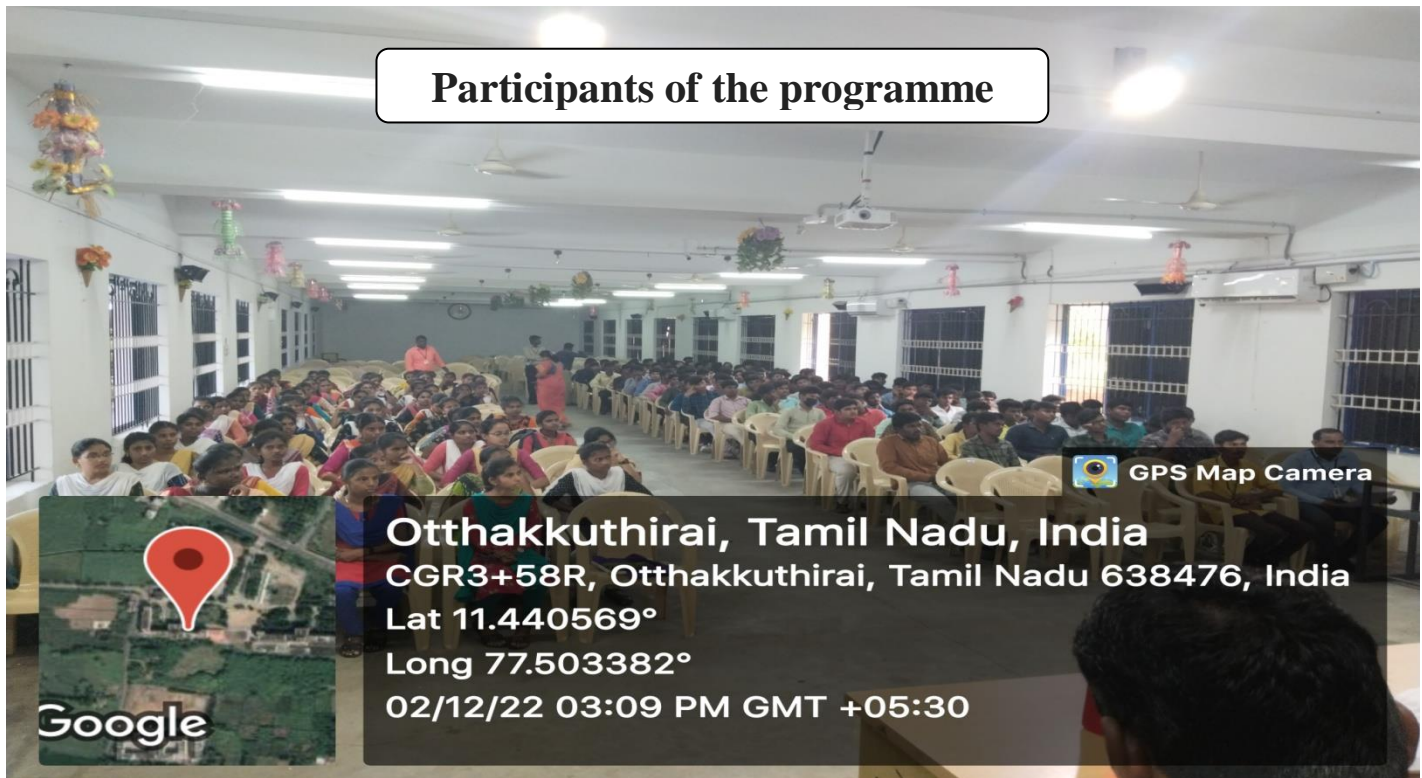 Participants of the programme
GPS Map Camera
Otthakkuthirai, Tamil Nadu, India
CGR3+58R, Otthakkuthirai, Tamil Nadu 638476, India
Lat 11.440569°
Long 77.503382°
02/12/22 03:09 PM GMT +05:30
Google